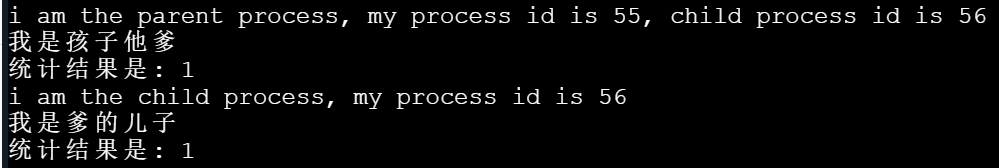 i am the parent process, my process id is 55, child process id is 56
我是孩子他爹
统计结果是: 1
i am the child process, my process id is 56
我是爹的儿子
统计结果是: 1